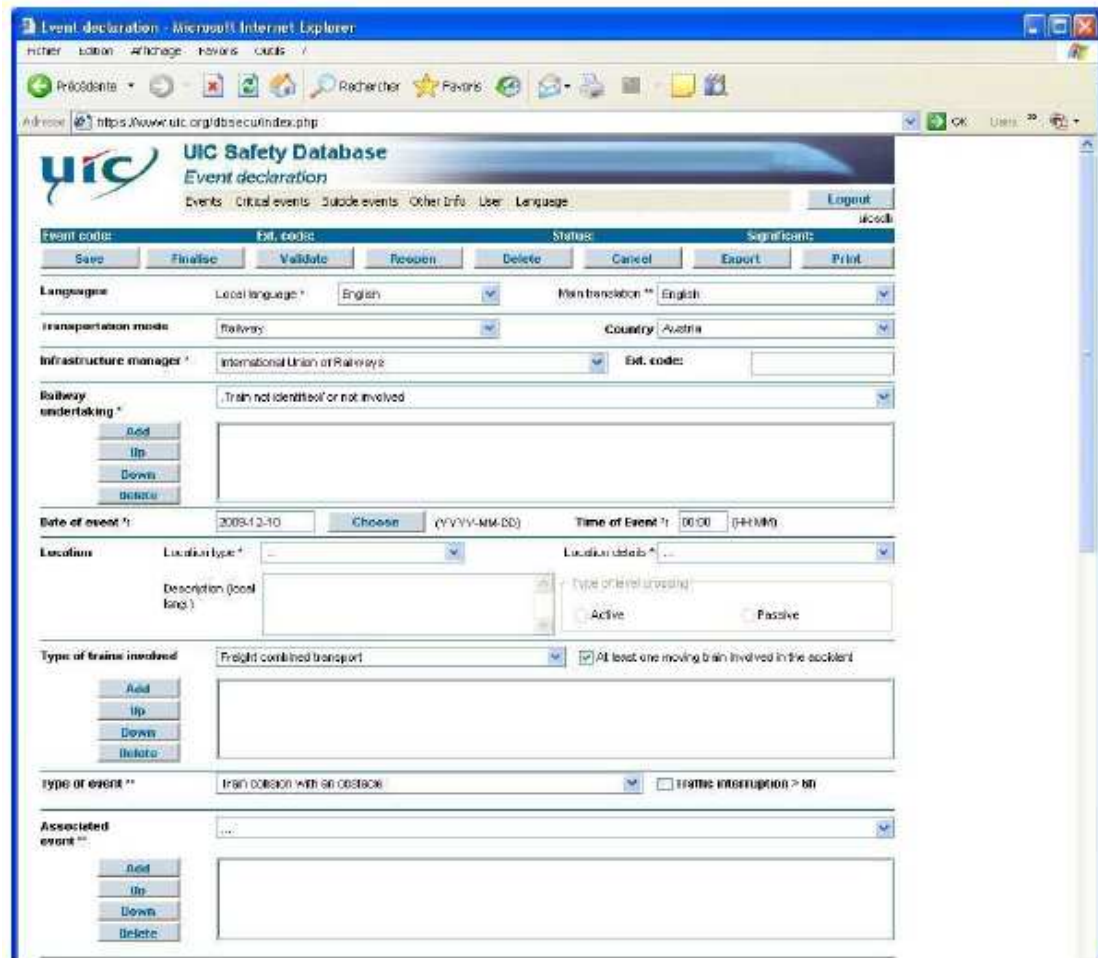 Event declaration - Microsoft Internet Explorer
Fichier Edition Affichage Favoris Outils ?
Précédente Rechercher Favoris
Adresse https://www.uic.org/dbsecu/index.php OK
uic UIC Safety Database
Event declaration
Events Critical events Suicide events Other Info User Language Logout
Event code: Ext. code: Status: Significant:
Save Finalise Validate Reopen Delete Cancel Export Print
Languages Local language * English Main translation ** English
Transportation mode Railway Country Austria
Infrastructure manager * International Union of Railways Ext. code:
Railway undertaking * .Train not identified/ or not involved
Add
Up
Down
Delete
Date of event *: 2009-12-10 Choose (YYYY-MM-DD) Time of Event *: 00:00 (HH:MM)
Location Location type * ... Location details * ...
Description (local lang.) Type of level crossing
Active Passive
Type of trains involved Freight combined transport At least one moving train involved in the accident
Add
Up
Down
Delete
Type of event ** Train collision with an obstacle Traffic interruption > 6h
Associated event ** ...
Add
Up
Down
Delete